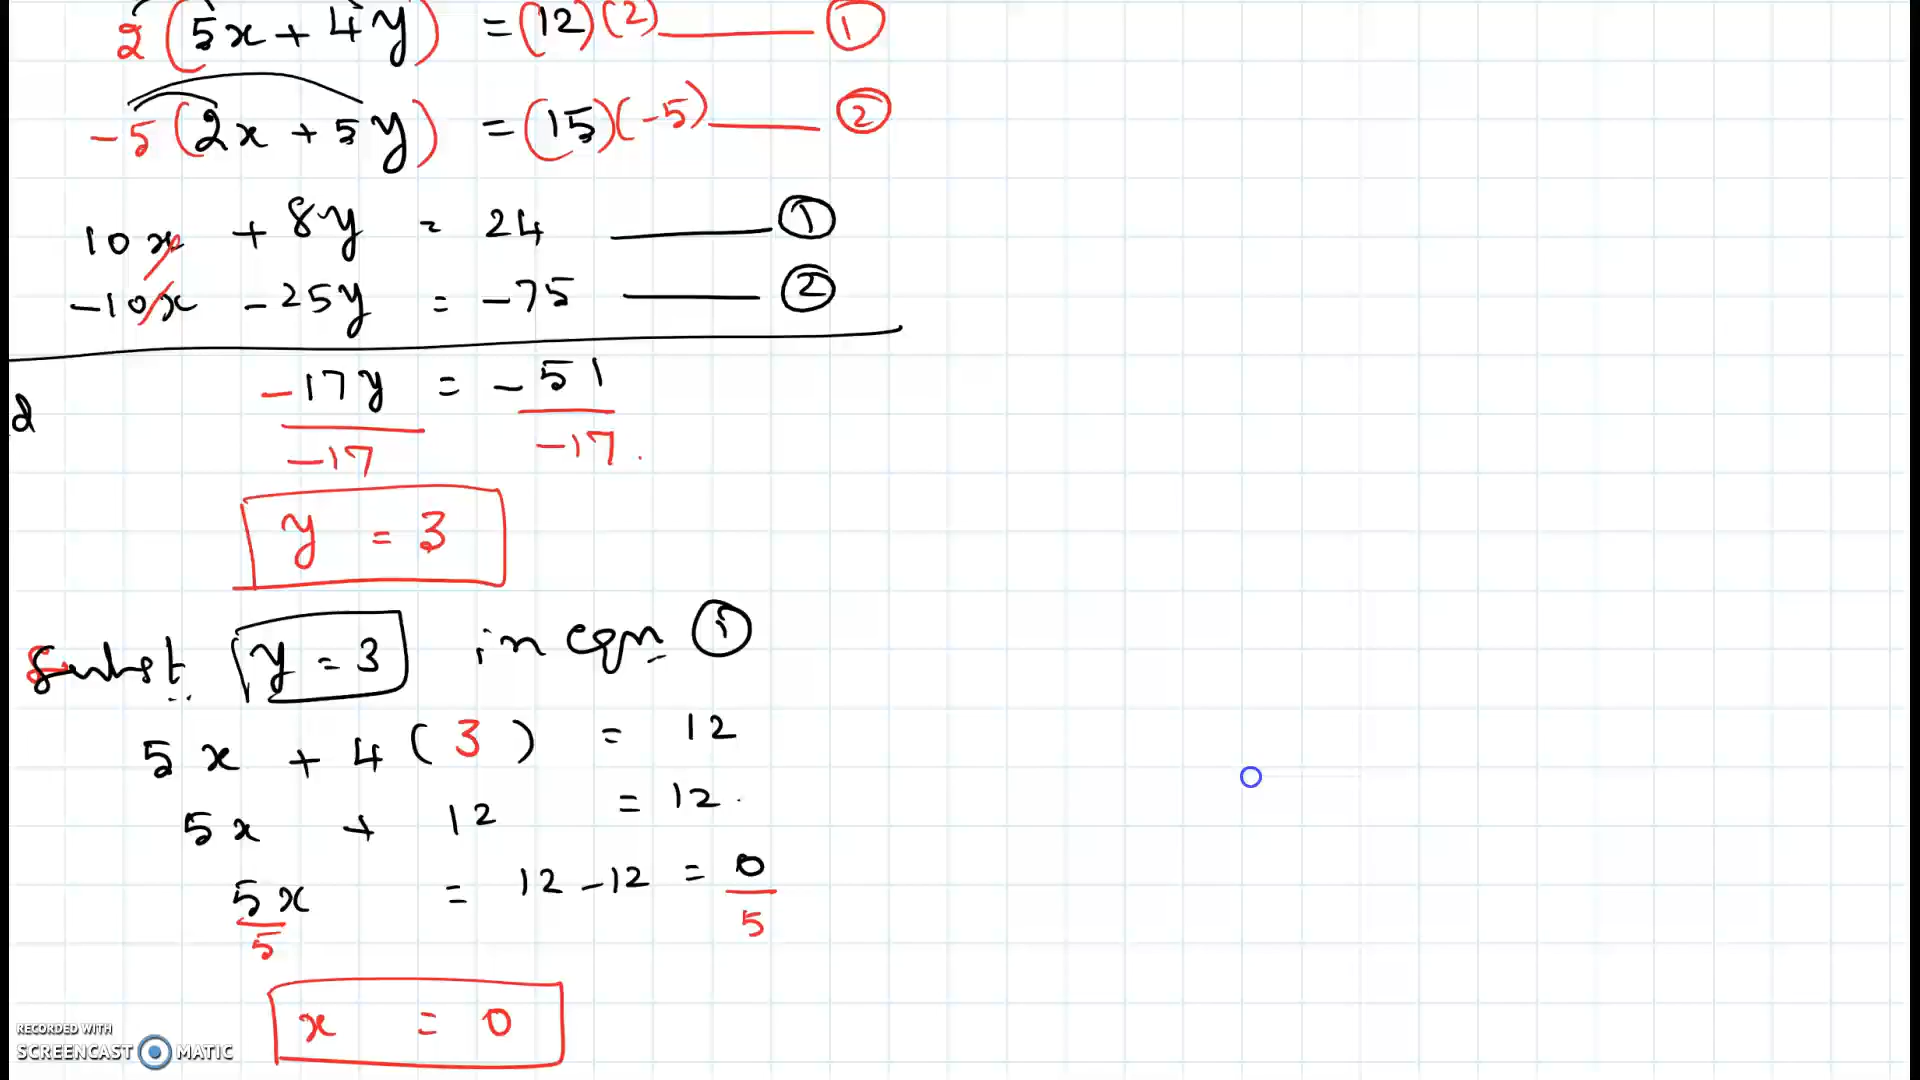 2 (5x + 4y) = (12)(2) ——— ①
-5 (2x + 5y) = (15)(-5) ——— ②
10x + 8y = 24 ——— ①
-10x - 25y = -75 ——— ②
d
-17y = -51
-17 -17.
y = 3
Subst. y = 3 in eqn ①
5x + 4(3) = 12
5x + 12 = 12.
5x = 12 - 12 = 0
5 5
x = 0
RECORDED WITH
SCREENCAST MATIC